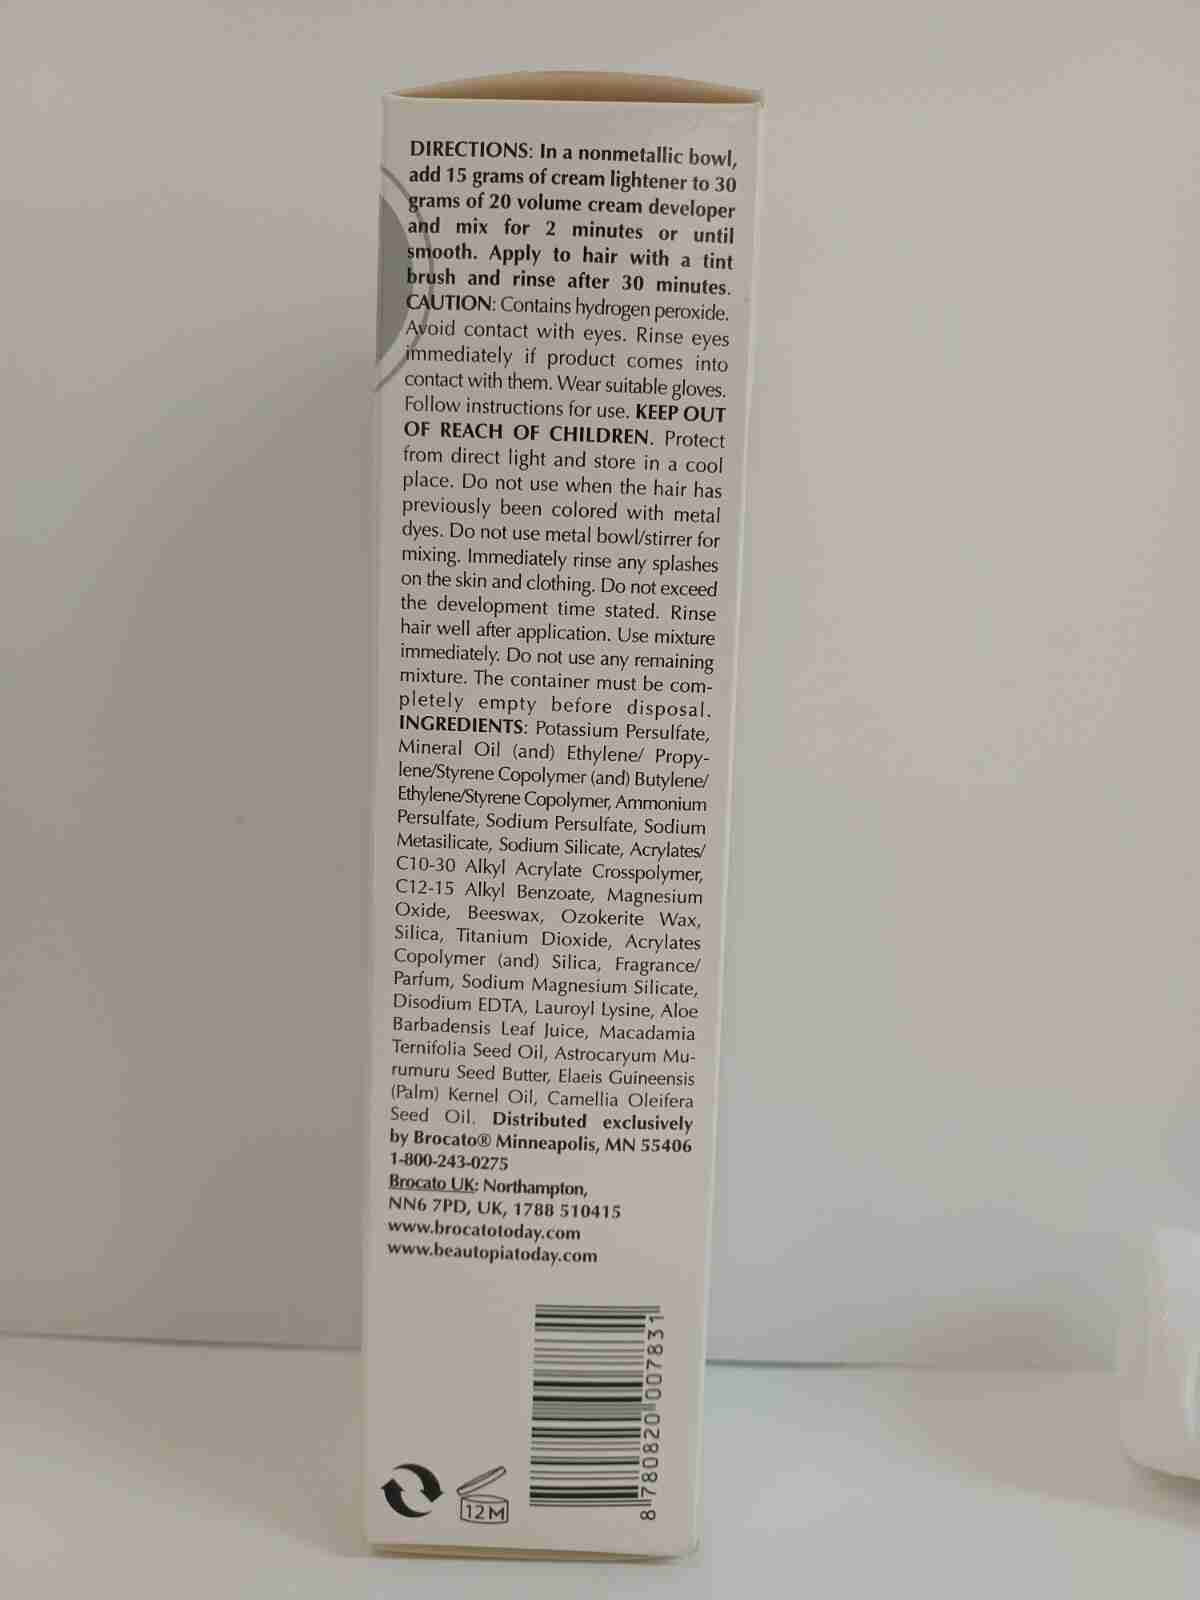 DIRECTIONS: In a nonmetallic bowl,
add 15 grams of cream lightener to 30
grams of 20 volume cream developer
and mix for 2 minutes or until
smooth. Apply to hair with a tint
brush and rinse after 30 minutes.
CAUTION: Contains hydrogen peroxide.
Avoid contact with eyes. Rinse eyes
immediately if product comes into
contact with them. Wear suitable gloves.
Follow instructions for use. KEEP OUT
OF REACH OF CHILDREN. Protect
from direct light and store in a cool
place. Do not use when the hair has
previously been colored with metal
dyes. Do not use metal bowl/stirrer for
mixing. Immediately rinse any splashes
on the skin and clothing. Do not exceed
the development time stated. Rinse
hair well after application. Use mixture
immediately. Do not use any remaining
mixture. The container must be com-
pletely empty before disposal.
INGREDIENTS: Potassium Persulfate,
Mineral Oil (and) Ethylene/ Propy-
lene/Styrene Copolymer (and) Butylene/
Ethylene/Styrene Copolymer, Ammonium
Persulfate, Sodium Persulfate, Sodium
Metasilicate, Sodium Silicate, Acrylates/
C10-30 Alkyl Acrylate Crosspolymer,
C12-15 Alkyl Benzoate, Magnesium
Oxide, Beeswax, Ozokerite Wax,
Silica, Titanium Dioxide, Acrylates
Copolymer (and) Silica, Fragrance/
Parfum, Sodium Magnesium Silicate,
Disodium EDTA, Lauroyl Lysine, Aloe
Barbadensis Leaf Juice, Macadamia
Ternifolia Seed Oil, Astrocaryum Mu-
rumuru Seed Butter, Elaeis Guineensis
(Palm) Kernel Oil, Camellia Oleifera
Seed Oil. Distributed exclusively
by Brocato® Minneapolis, MN 55406
1-800-243-0275
Brocato UK: Northampton,
NN6 7PD, UK, 1788 510415
www.brocatotoday.com
www.beautopiatoday.com
8 780820 007831
12M